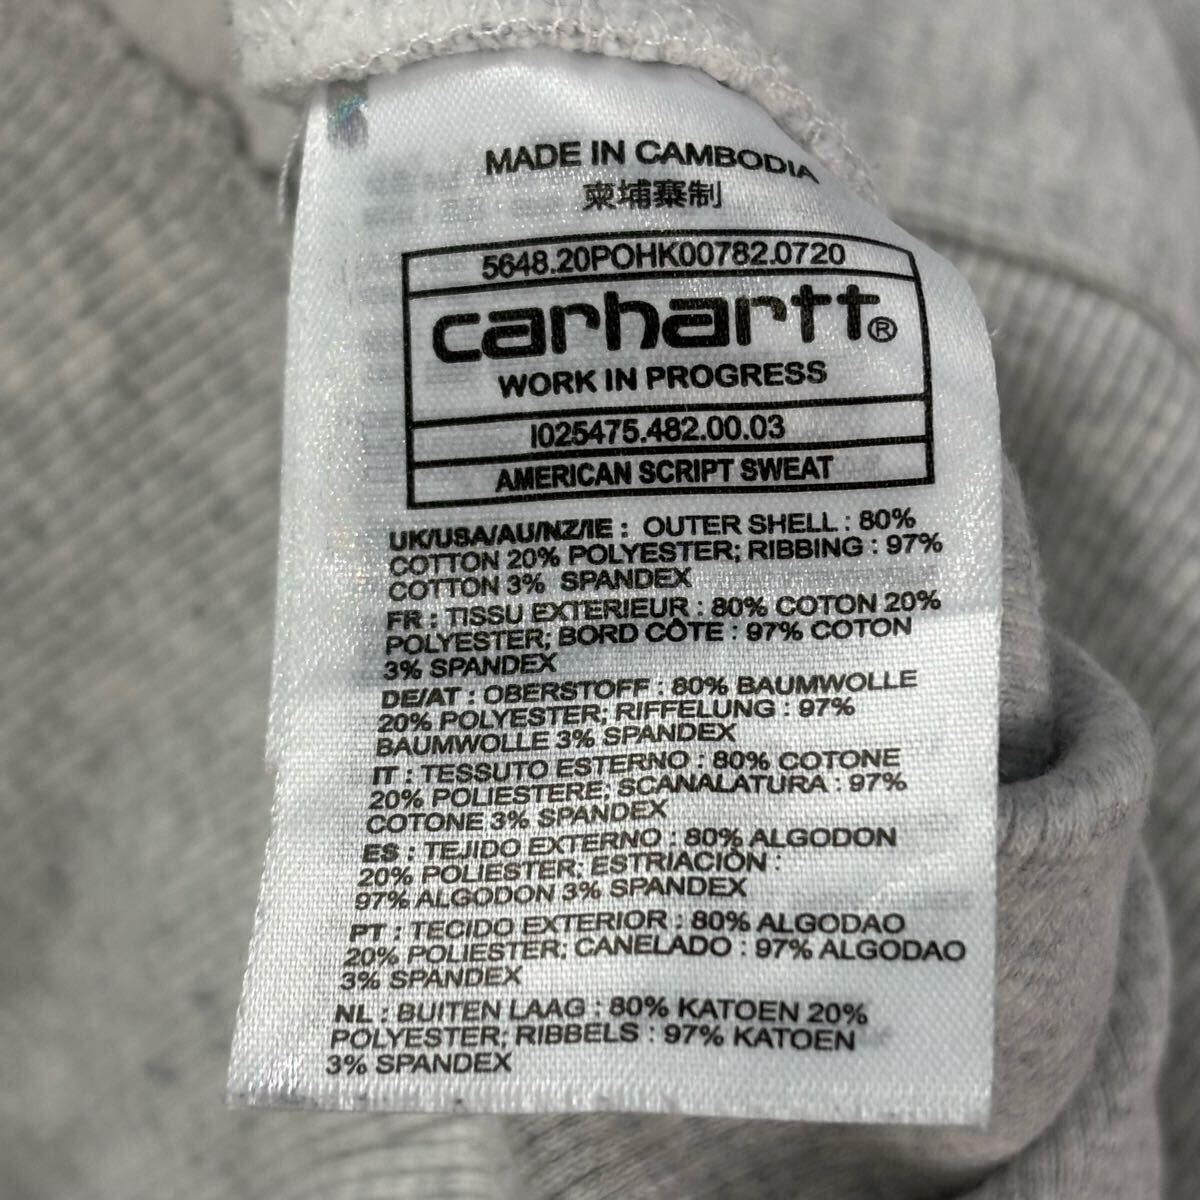 MADE IN CAMBODIA
柬埔寨制
5648.20POHK00782.0720
carhartt®
WORK IN PROGRESS
I025475.482.00.03
AMERICAN SCRIPT SWEAT
UK/USA/AU/NZ/IE : OUTER SHELL : 80%
COTTON 20% POLYESTER; RIBBING : 97%
COTTON 3% SPANDEX
FR : TISSU EXTERIEUR : 80% COTON 20%
POLYESTER; BORD CÔTE : 97% COTON
3% SPANDEX
DE/AT : OBERSTOFF : 80% BAUMWOLLE
20% POLYESTER; RIFFELUNG : 97%
BAUMWOLLE 3% SPANDEX
IT : TESSUTO ESTERNO : 80% COTONE
20% POLIESTERE; SCANALATURA : 97%
COTONE 3% SPANDEX
ES : TEJIDO EXTERNO : 80% ALGODON
20% POLIESTER; ESTRIACIÓN :
97% ALGODON 3% SPANDEX
PT : TECIDO EXTERIOR : 80% ALGODAO
20% POLIESTER; CANELADO : 97% ALGODAO
3% SPANDEX
NL : BUITEN LAAG : 80% KATOEN 20%
POLYESTER; RIBBELS : 97% KATOEN
3% SPANDEX